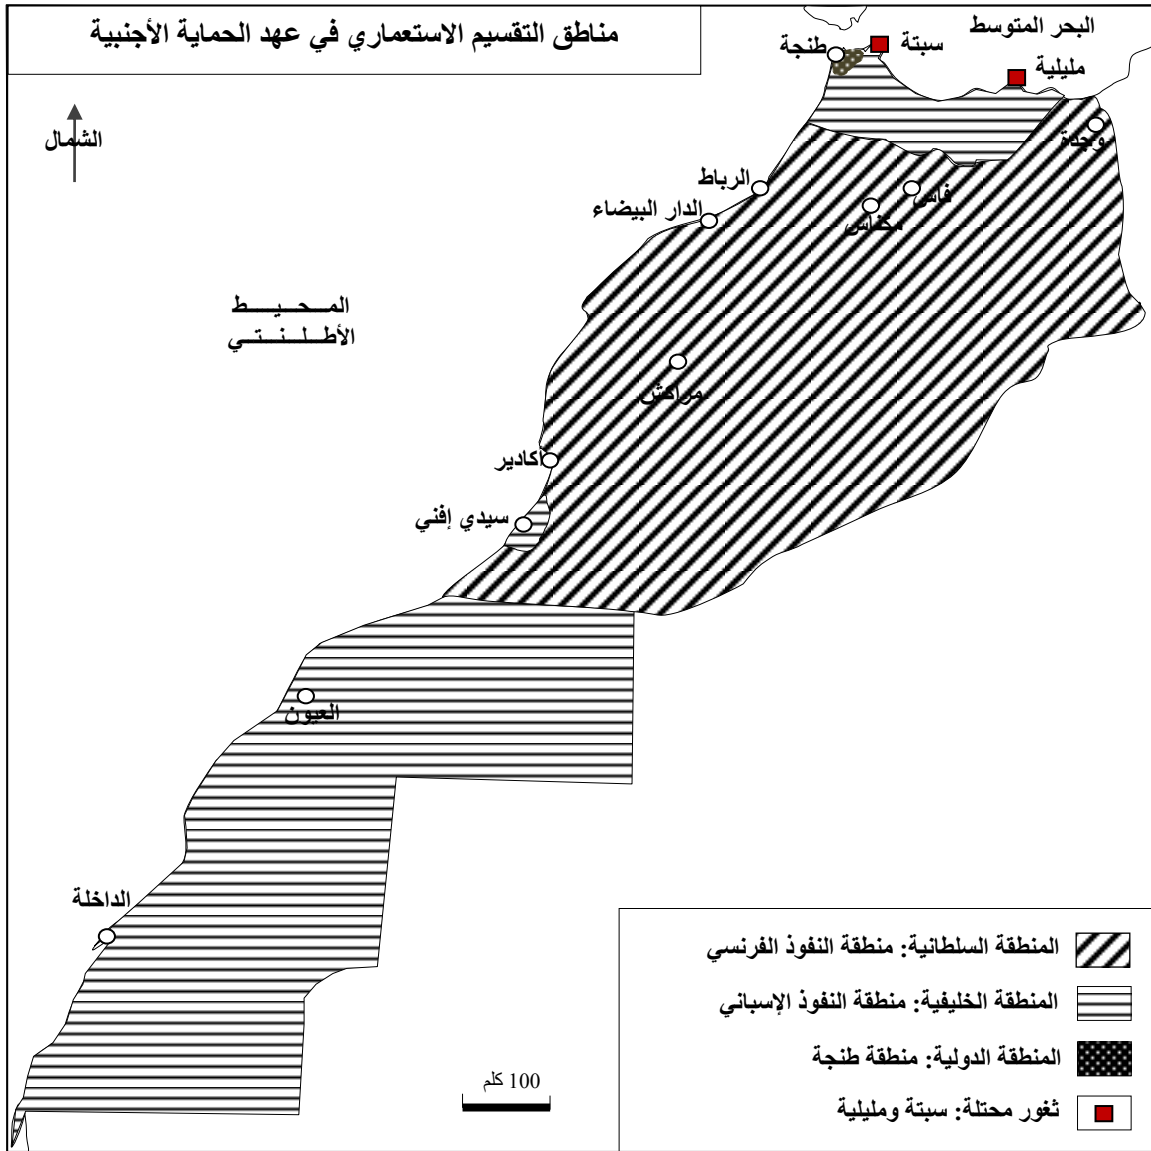 مناطق التقسيم الاستعماري في عهد الحماية الأجنبية
البحر المتوسط
سبتة
طنجة
مليلية
الشمال
وجدة
الرباط
فاس
الدار البيضاء
مكناس
المـحـيـط
الأطـلـنـتـي
مراكش
أكادير
سيدي إفني
العيون
الداخلة
المنطقة السلطانية: منطقة النفوذ الفرنسي
المنطقة الخليفية: منطقة النفوذ الإسباني
المنطقة الدولية: منطقة طنجة
ثغور محتلة: سبتة ومليلية
100 كلم